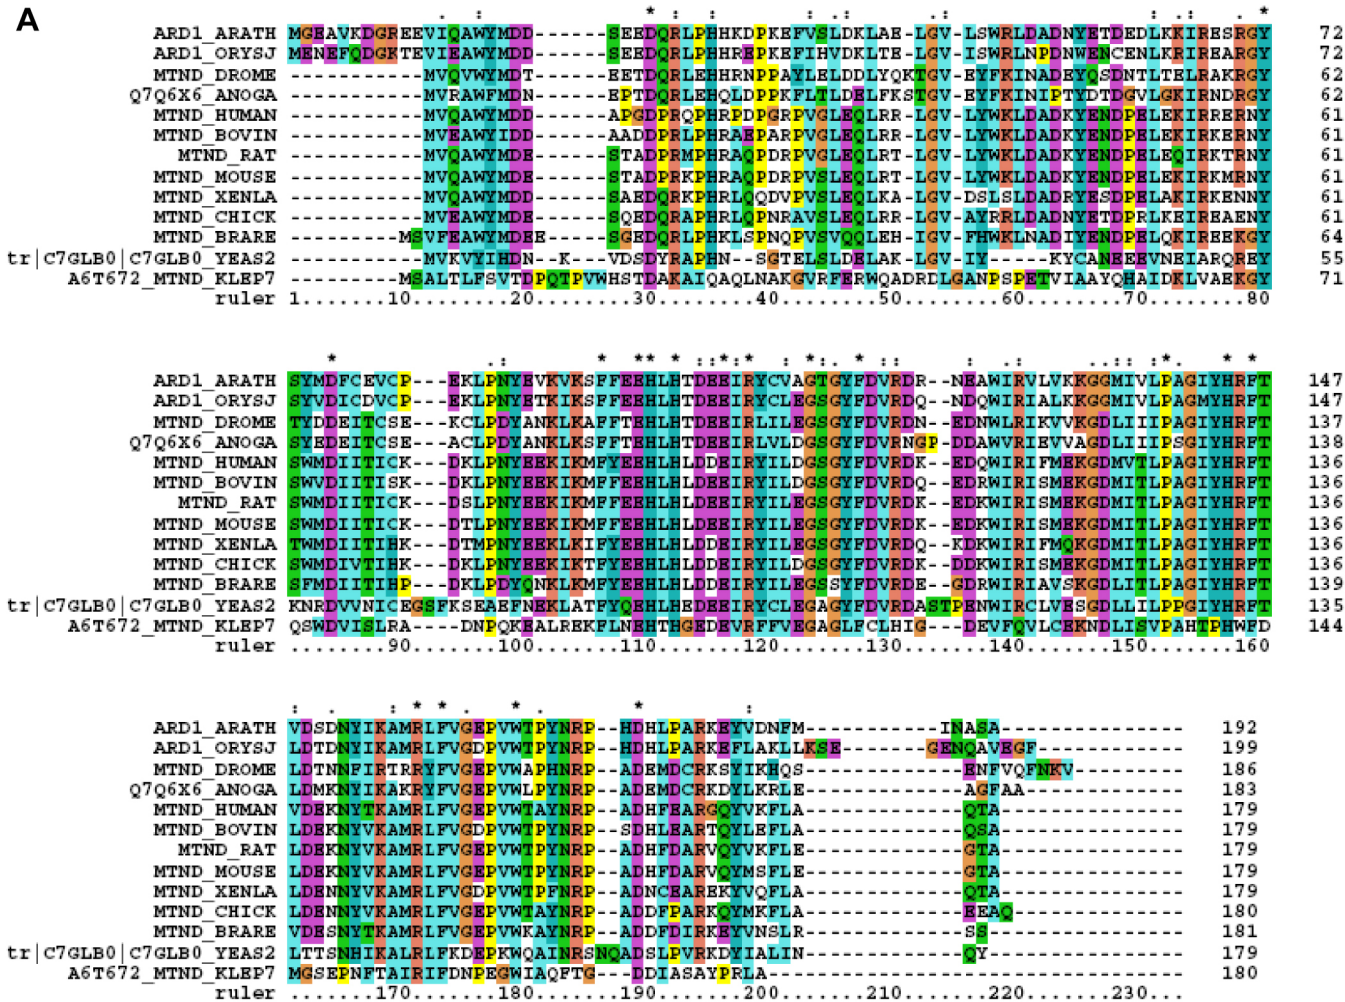 A
. : * : : . : . : : : . : . *
ARD1_ARATH MGEAVKDGREEVIQAWYMDD------SEEDQRLPHHKDPKEFVSLDKLAE-LGV-LSWRLDADNYETDEDLKKIRESRGY 72
ARD1_ORYSJ MENEFQDGKTEVIEAWYMDD------SEEDQRLPHHREPKEFIHVDKLTE-LGV-ISWRLNPDNWENCENLKRIREARGY 72
MTND_DROME -----------MVQVWYMDT------EETDQRLEHHRNPPAYLELDDLYQKTGV-EYFKINADEYQSDNTLTELRAKRGY 62
Q7Q6X6_ANOGA -----------MVRAWFMDN------EPTDQRLEHQLDPPKFLTLDELFKSTGV-EYFKINIPTYDTDGVLGKIRNDRGY 62
MTND_HUMAN -----------MVQAWYMDD------APGDPRQPHRPDPGRPVGLEQLRR-LGV-LYWKLDADKYENDPELEKIRRERNY 61
MTND_BOVIN -----------MVEAWYIDD------AADDPRLPHRAEPARPVGLEQLRR-LGV-LYWKLDADKYENDPELEKIRKERNY 61
MTND_RAT -----------MVQAWYMDE------STADPRMPHRAQPDRPVGLEQLRT-LGV-LYWKLDADKYENDPELEQIRKTRNY 61
MTND_MOUSE -----------MVQAWYMDE------STADPRKPHRAQPDRPVSLEQLRT-LGV-LYWKLDADKYENDPELEKIRKMRNY 61
MTND_XENLA -----------MVQAWYMDE------SAEDQRKPHRLQQDVPVSLEQLKA-LGV-DSLSLDADRYESDPELAKIRKENNY 61
MTND_CHICK -----------MVEAWYMDD------SQEDQRAPHRLQPNRAVSLEQLRR-LGV-AYRRLDADNYETDPRLKEIREAENY 61
MTND_BRARE ---------MSVFEAWYMDEE-----SGEDQRLPHKLSPNQPVSVQQLEH-IGV-FHWKLNADIYENDPELQKIREEKGY 64
tr|C7GLB0|C7GLB0_YEAS2 -----------MVKVYIHDN--K---VDSDYRAPHN--SGTELSLDELAK-LGV-IY-----KYCANEEEVNEIARQREY 55
A6T672_MTND_KLEP7 ---------MSALTLFSVTDPQTPVWHSTDAKAIQAQLNAKGVRFERWQADRDLGANPSPETVIAAYQHAIDKLVAEKGY 71
ruler 1.......10........20........30........40........50........60........70........80
* . : * ** * ::*:* : *:. * :: : . : ..:: :*. * *
ARD1_ARATH SYMDFCEVCP---EKLPNYEVKVKSFFEEHLHTDEEIRYCVAGTGYFDVRDR--NEAWIRVLVKKGGMIVLPAGIYHRFT 147
ARD1_ORYSJ SYVDICDVCP---EKLPNYETKIKSFFEEHLHTDEEIRYCLEGSGYFDVRDQ--NDQWIRIALKKGGMIVLPAGMYHRFT 147
MTND_DROME TYDDEITCSE---KCLPDYANKLKAFFTEHLHTDEEIRLILEGSGYFDVRDN--EDNWLRIKVVKGDLIIIPAGIYHRFT 137
Q7Q6X6_ANOGA SYEDEITCSE---ACLPDYANKLKAFFTEHLHTDEEIRLVLDGSGYFDVRNGP-DDAWVRIEVVAGDLIIIPSGIYHRFT 138
MTND_HUMAN SWMDIITICK---DKLPNYEEKIKMFYEEHLHLDDEIRYILDGSGYFDVRDK--EDQWIRIFMEKGDMVTLPAGIYHRFT 136
MTND_BOVIN SWMDIITISK---DKLPNYEEKIKMFFEEHLHLDDEIRYILDGSGYFDVRDQ--EDRWIRISMEKGDMITLPAGIYHRFT 136
MTND_RAT SWMDIITICK---DSLPNYEEKIKMFFEEHLHLDEEIRYILEGSGYFDVRDK--EDKWIRISMEKGDMITLPAGIYHRFT 136
MTND_MOUSE SWMDIITICK---DTLPNYEEKIKMFFEEHLHLDEEIRYILEGSGYFDVRDK--EDKWIRISMEKGDMITLPAGIYHRFT 136
MTND_XENLA TWMDIITIHK---DTMPNYEEKLKIFYEEHLHLDDEIRYILEGSGYFDVRDQ--KDKWIRIFMQKGDMITLPAGIYHRFT 136
MTND_CHICK SWMDIVTIHK---DKLPNYEEKIKMFFEEHLHLDDEIRYILEGSGYFDVRDK--DDKWIRISMEKGDMITLPAGIYHRFT 136
MTND_BRARE SFMDIITIHP---DKLPDYQNKLKMFYEEHLHLDDEIRYILEGSSYFDVRDE--GDRWIRIAVSKGDLITLPAGIYHRFT 139
tr|C7GLB0|C7GLB0_YEAS2 KNRDVVNICEGSFKSEAEFNEKLATFYQEHLHEDEEIRYCLEGAGYFDVRDASTPENWIRCLVESGDLLILPPGIYHRFT 135
A6T672_MTND_KLEP7 QSWDVISLRA----DNPQKEALREKFLNEHTHGEDEVRFFVEGAGLFCLHIG---DEVFQVLCEKNDLISVPAHTPHWFD 144
ruler ........90.......100.......110.......120.......130.......140.......150.......160
: . : . * * . * . * :
ARD1_ARATH VDSDNYIKAMRLFVGEPVWTPYNRP--HDHLPARKEYVDNFM-----------INASA--------------- 192
ARD1_ORYSJ LDTDNYIKAMRLFVGDPVWTPYNRP--HDHLPARKEFLAKLLKSE-------GENQAVEGF------------ 199
MTND_DROME LDTNNFIRTRRYFVGEPVWAPHNRP--ADEMDCRKSYIKHQS-------------ENFVQFNKV--------- 186
Q7Q6X6_ANOGA LDMKNYIKAKRYFVGEPVWLPYNRP--ADEMDCRKDYLKRLE-------------AGFAA------------- 183
MTND_HUMAN VDEKNYTKAMRLFVGEPVWTAYNRP--ADHFEARGQYVKFLA-------------QTA--------------- 179
MTND_BOVIN LDEKNYVKAMRLFVGDPVWTPYNRP--SDHLEARTQYLEFLA-------------QSA--------------- 179
MTND_RAT LDEKNYVKAMRLFVGEPVWTPYNRP--ADHFDARVQYVKFLE-------------GTA--------------- 179
MTND_MOUSE LDEKNYVKAMRLFVGEPVWTPYNRP--ADHFDARVQYMSFLE-------------GTA--------------- 179
MTND_XENLA LDENNYVKAMRLFVGDPVWTPFNRP--ADNCEAREKYVQFLA-------------QTA--------------- 179
MTND_CHICK LDENNYVKAMRLFVGEPVWTAYNRP--ADDFPARKQYMKFLA-------------EEAQ-------------- 180
MTND_BRARE VDESNYTKAMRLFVGEPVWKAYNRP--ADDFDIRKEYVNSLR-------------SS---------------- 181
tr|C7GLB0|C7GLB0_YEAS2 LTTSNHIKALRLFKDEPKWQAINRSNQADSLPVRKDYIALIN-------------QY---------------- 179
A6T672_MTND_KLEP7 MGSEPNFTAIRIFDNPEGWIAQFTG--DDIASAYPRLA----------------------------------- 180
ruler .......170.......180.......190.......200.......210.......220.......230...